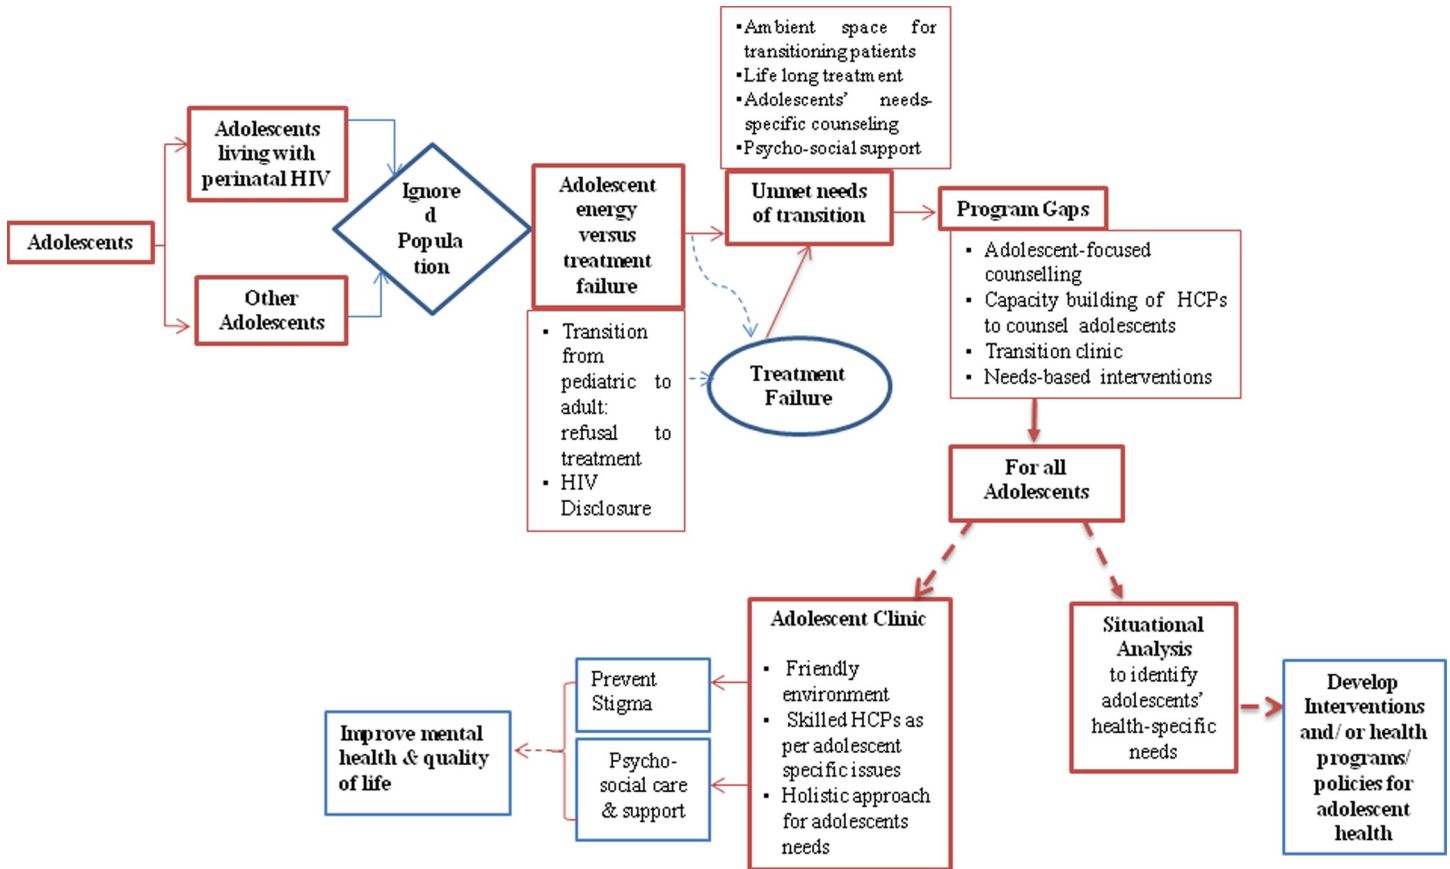 Adolescents
Adolescents
living with
perinatal HIV
Other
Adolescents
Ignore
d
Popula
tion
Adolescent
energy
versus
treatment
failure
▪ Transition
from
pediatric to
adult:
refusal to
treatment
▪ HIV
Disclosure
▪Ambient space for
transitioning patients
▪Life long treatment
▪Adolescents' needs-
specific counseling
▪Psycho-social support
Unmet needs
of transition
Treatment
Failure
Program Gaps
▪ Adolescent-focused
counselling
▪ Capacity building of HCPs
to counsel adolescents
▪ Transition clinic
▪ Needs-based interventions
For all
Adolescents
Adolescent Clinic
▪ Friendly
environment
▪ Skilled HCPs as
per adolescent
specific issues
▪ Holistic approach
for adolescents
needs
Prevent
Stigma
Psycho-
social care
& support
Improve mental
health & quality
of life
Situational
Analysis
to identify
adolescents'
health-specific
needs
Develop
Interventions
and/ or health
programs/
policies for
adolescent
health